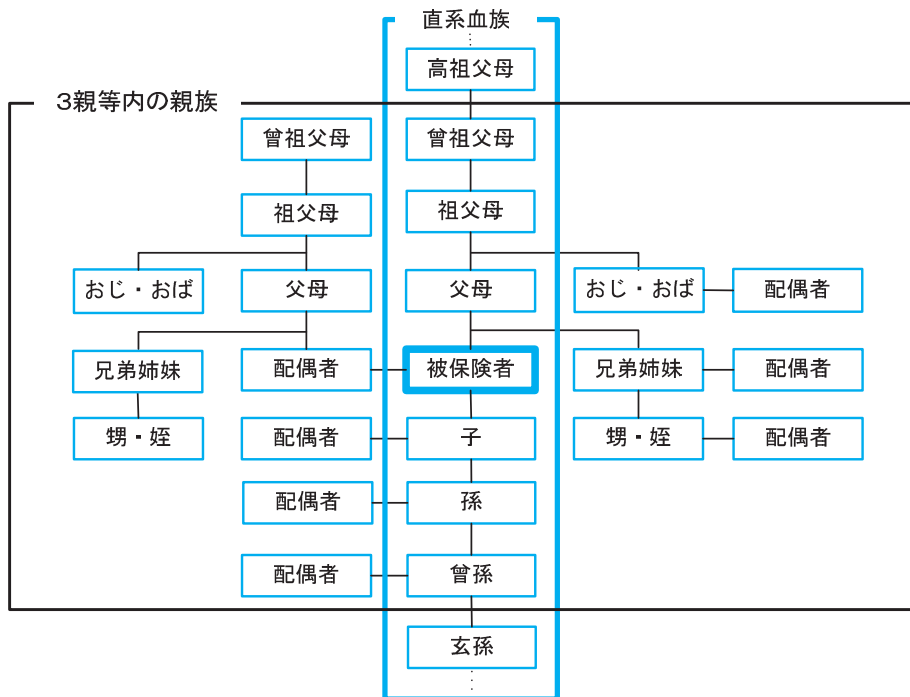 直系血族
高祖父母
3親等内の親族
曾祖父母 曾祖父母
祖父母 祖父母
おじ・おば 父母 父母 おじ・おば 配偶者
兄弟姉妹 配偶者 被保険者 兄弟姉妹 配偶者
甥・姪 配偶者 子 甥・姪 配偶者
配偶者 孫
配偶者 曾孫
玄孫